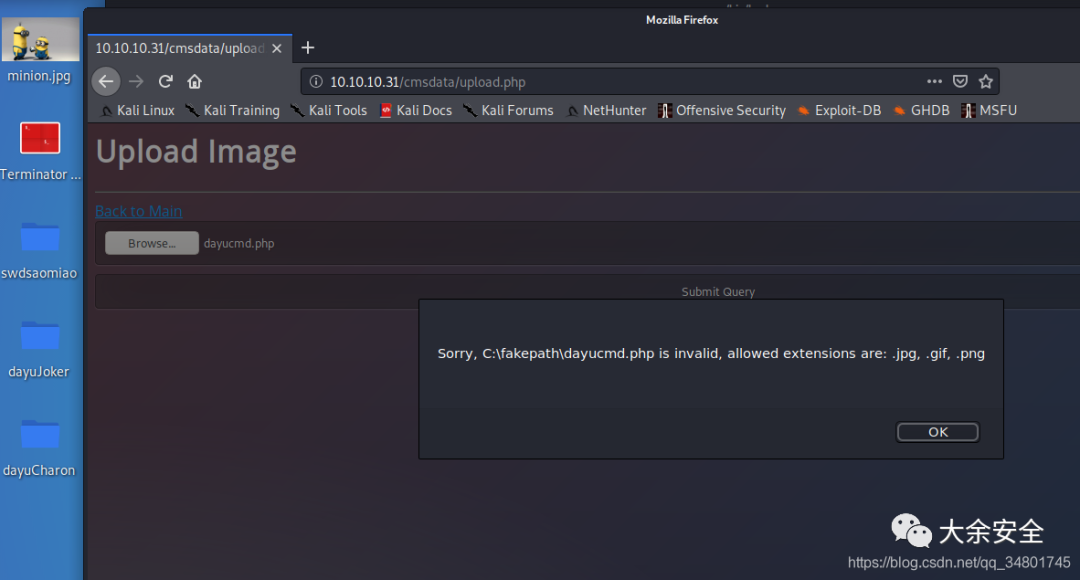 Mozilla Firefox
minion.jpg
Terminator ...
swdsaomiao
dayuJoker
dayuCharon
10.10.10.31/cmsdata/upload
10.10.10.31/cmsdata/upload.php
Kali Linux Kali Training Kali Tools Kali Docs Kali Forums NetHunter Offensive Security Exploit-DB GHDB MSFU
Upload Image
Back to Main
Browse... dayucmd.php
Submit Query
Sorry, C:\fakepath\dayucmd.php is invalid, allowed extensions are: .jpg, .gif, .png
OK
大余安全
https://blog.csdn.net/qq_34801745